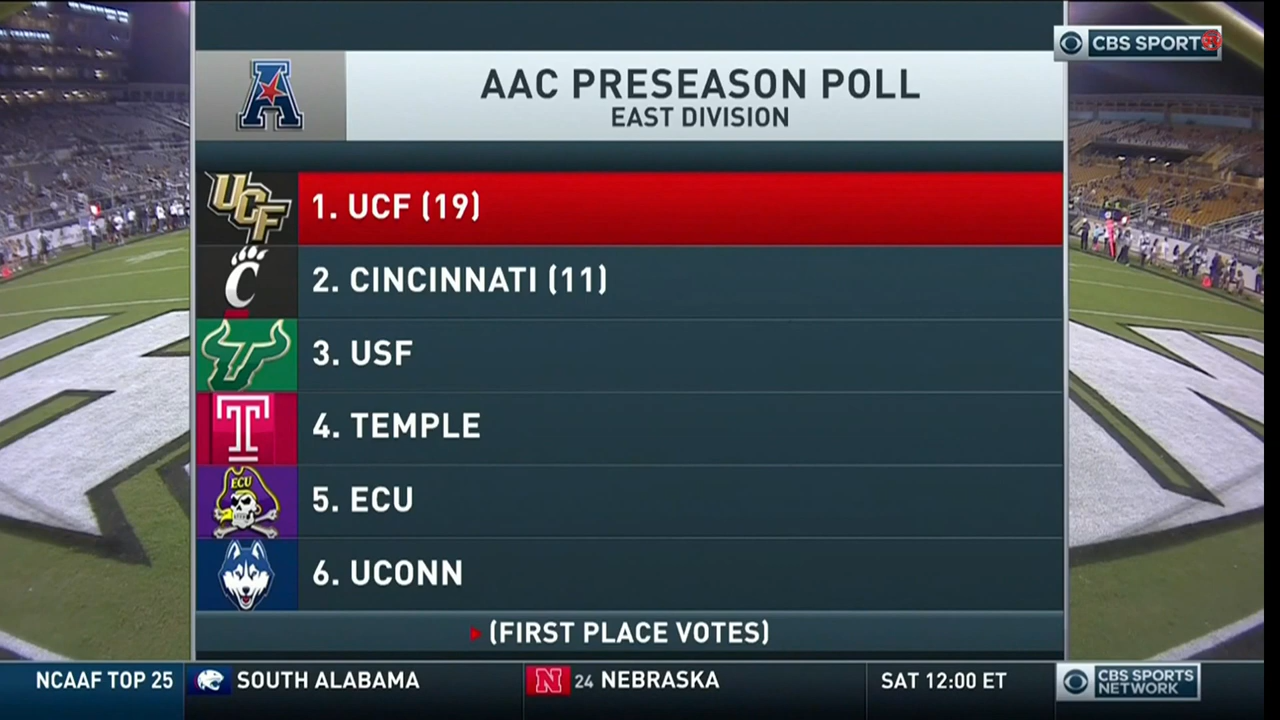 CBS SPORTS
AAC PRESEASON POLL
EAST DIVISION
UCF
1. UCF (19)
C
2. CINCINNATI (11)
3. USF
T
4. TEMPLE
ECU
5. ECU
6. UCONN
(FIRST PLACE VOTES)
NCAAF TOP 25 SOUTH ALABAMA N 24 NEBRASKA SAT 12:00 ET CBS SPORTS
NETWORK